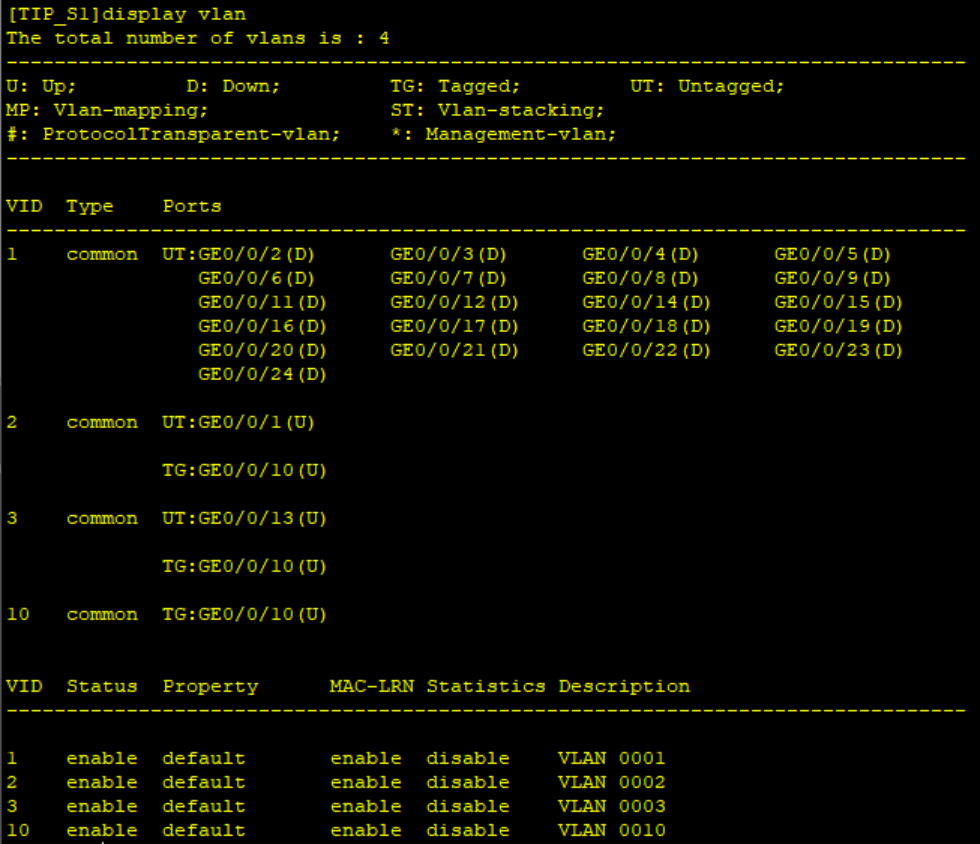 [TIP_S1]display vlan
The total number of vlans is : 4
--------------------------------------------------------------------------------
U: Up;         D: Down;         TG: Tagged;         UT: Untagged;
MP: Vlan-mapping;               ST: Vlan-stacking;
#: ProtocolTransparent-vlan;    *: Management-vlan;
--------------------------------------------------------------------------------
VID  Type    Ports
--------------------------------------------------------------------------------
1    common  UT:GE0/0/2(D)      GE0/0/3(D)      GE0/0/4(D)      GE0/0/5(D)
                GE0/0/6(D)      GE0/0/7(D)      GE0/0/8(D)      GE0/0/9(D)
                GE0/0/11(D)     GE0/0/12(D)     GE0/0/14(D)     GE0/0/15(D)
                GE0/0/16(D)     GE0/0/17(D)     GE0/0/18(D)     GE0/0/19(D)
                GE0/0/20(D)     GE0/0/21(D)     GE0/0/22(D)     GE0/0/23(D)
                GE0/0/24(D)
2    common  UT:GE0/0/1(U)
             TG:GE0/0/10(U)
3    common  UT:GE0/0/13(U)
             TG:GE0/0/10(U)
10   common  TG:GE0/0/10(U)
VID  Status  Property      MAC-LRN Statistics Description
--------------------------------------------------------------------------------
1    enable  default       enable  disable    VLAN 0001
2    enable  default       enable  disable    VLAN 0002
3    enable  default       enable  disable    VLAN 0003
10   enable  default       enable  disable    VLAN 0010